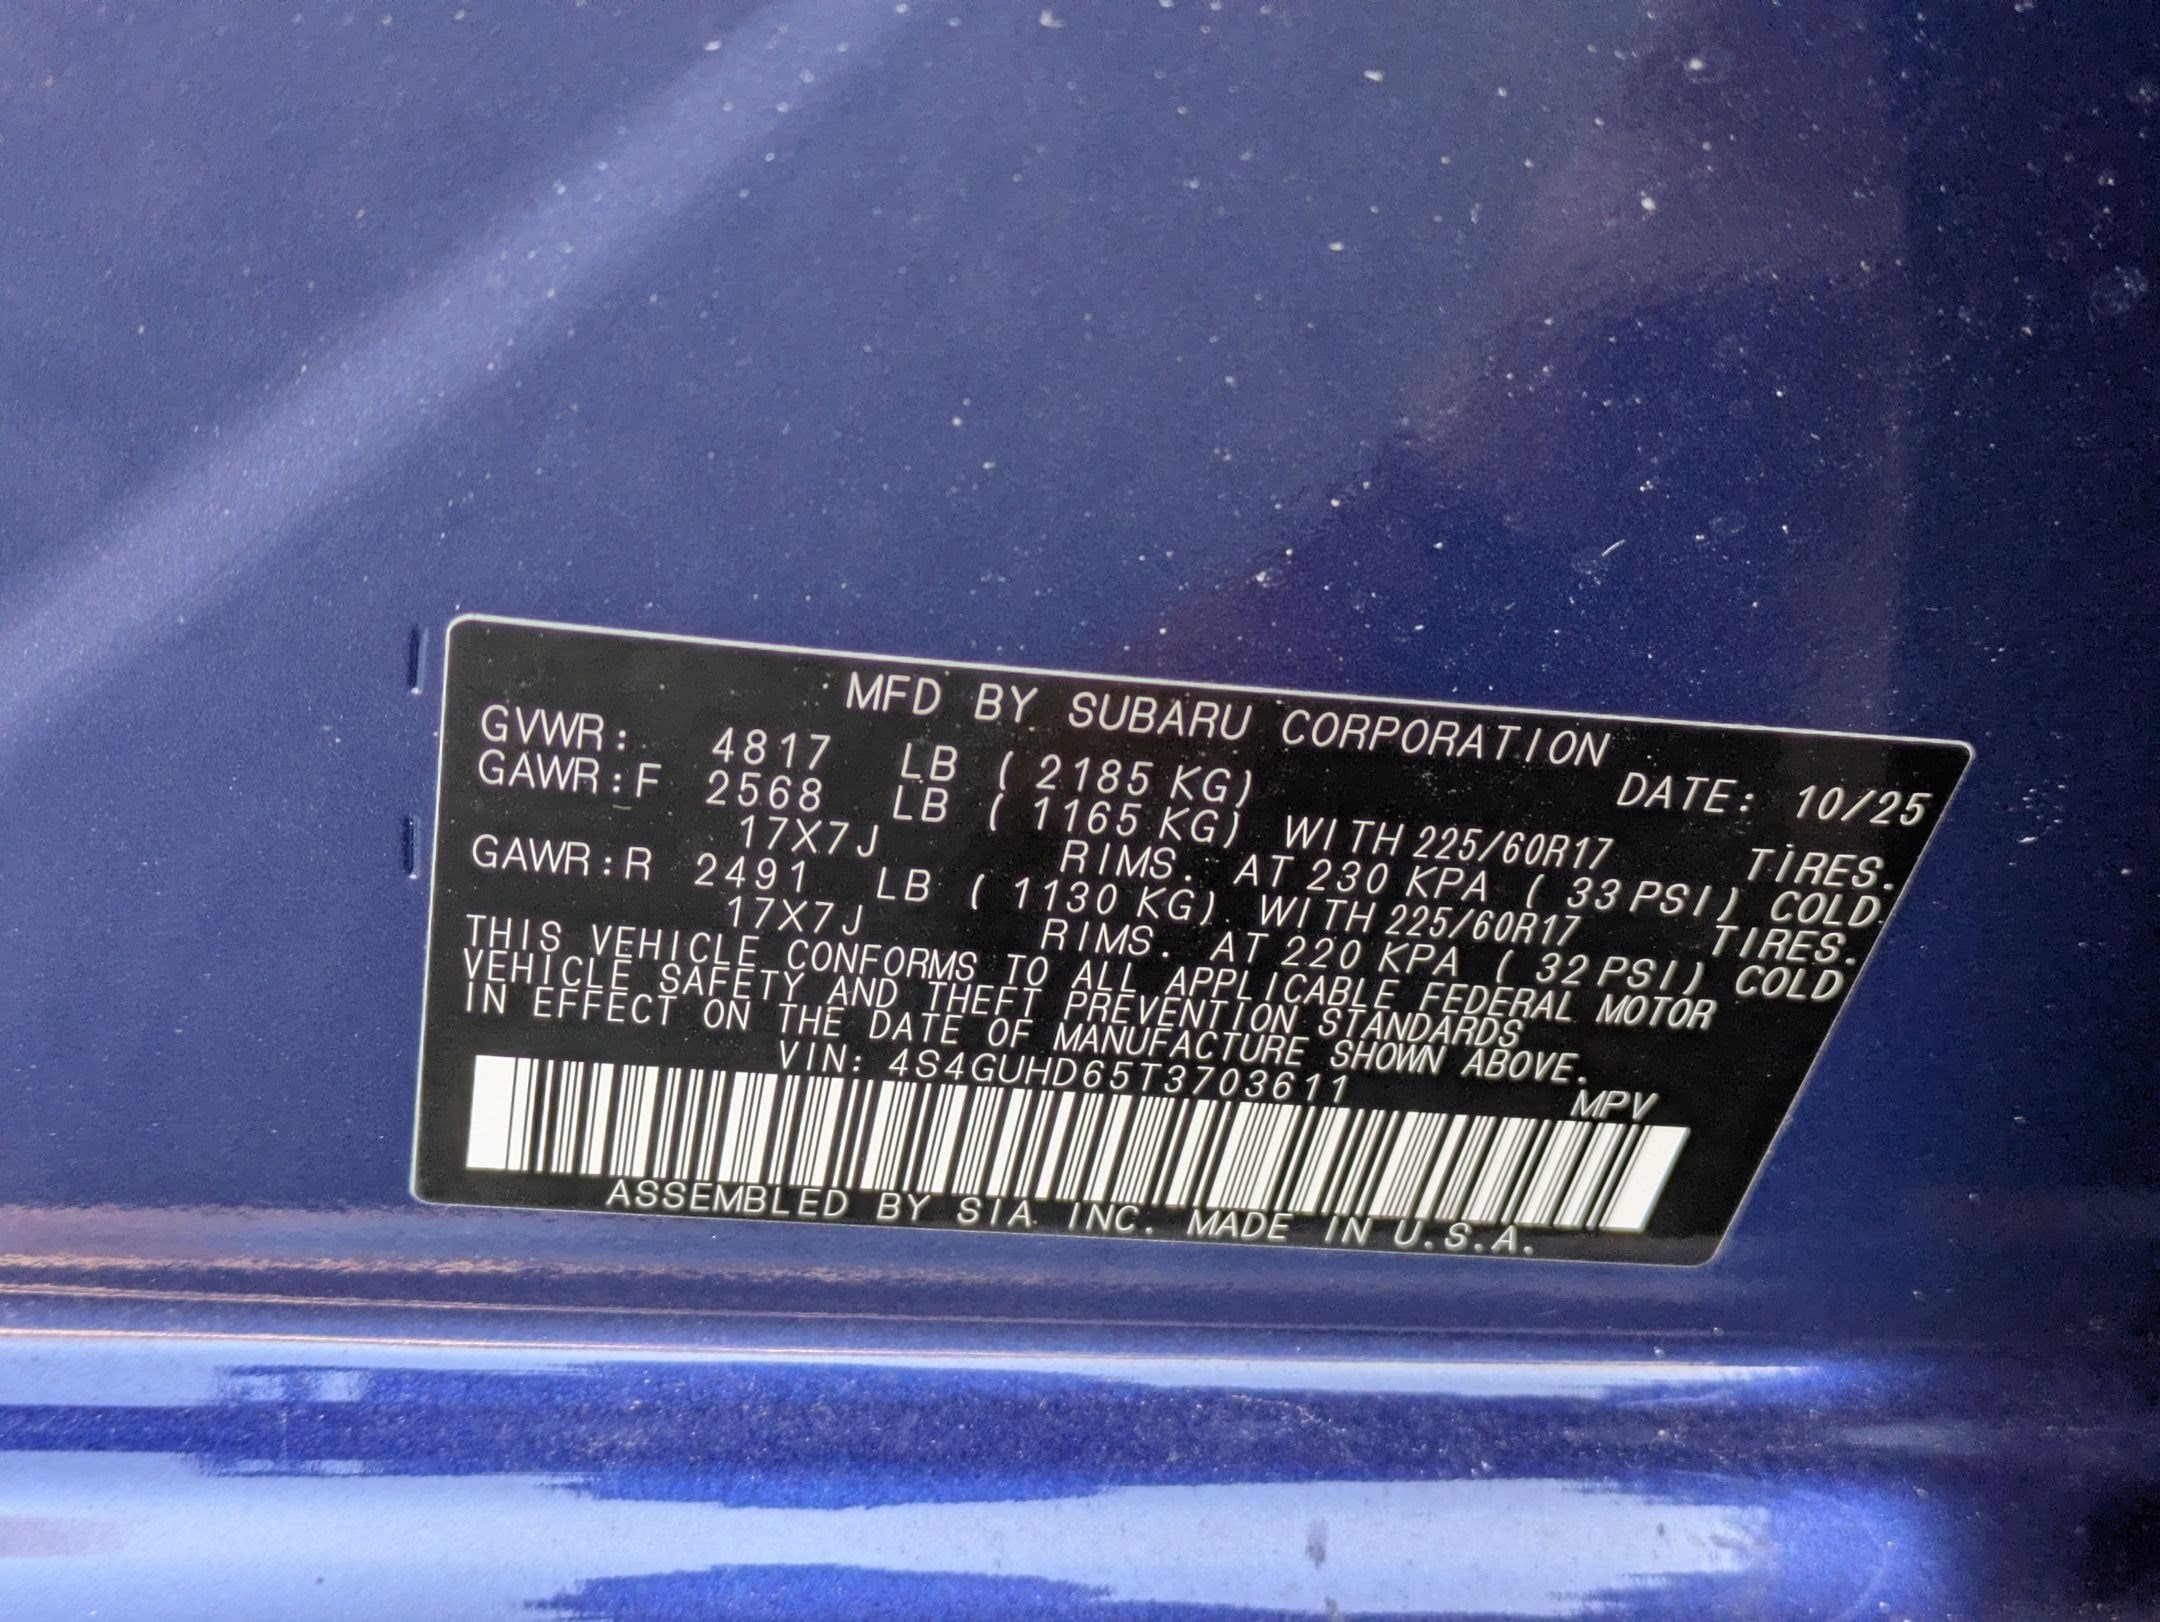 MFD BY SUBARU CORPORATION
DATE: 10/25
GVWR: 4817 LB ( 2185 KG)
GAWR:F 2568 LB ( 1165 KG) WITH 225/60R17 TIRES.
17X7J RIMS. AT 230 KPA ( 33 PSI) COLD.
GAWR:R 2491 LB ( 1130 KG) WITH 225/60R17 TIRES.
17X7J RIMS. AT 220 KPA ( 32 PSI) COLD
THIS VEHICLE CONFORMS TO ALL APPLICABLE FEDERAL MOTOR
VEHICLE SAFETY AND THEFT PREVENTION STANDARDS
IN EFFECT ON THE DATE OF MANUFACTURE SHOWN ABOVE.
VIN: 4S4GUHD65T3703611 MPV
ASSEMBLED BY SIA INC. MADE IN U.S.A.